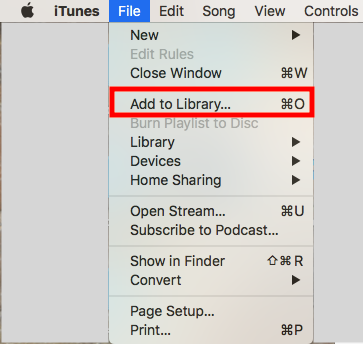 iTunes File Edit Song View Controls
New
Edit Rules
Close Window ⌘W
Add to Library... ⌘O
Burn Playlist to Disc
Library
Devices
Home Sharing
Open Stream... ⌘U
Subscribe to Podcast...
Show in Finder ⇧⌘R
Convert
Page Setup...
Print... ⌘P